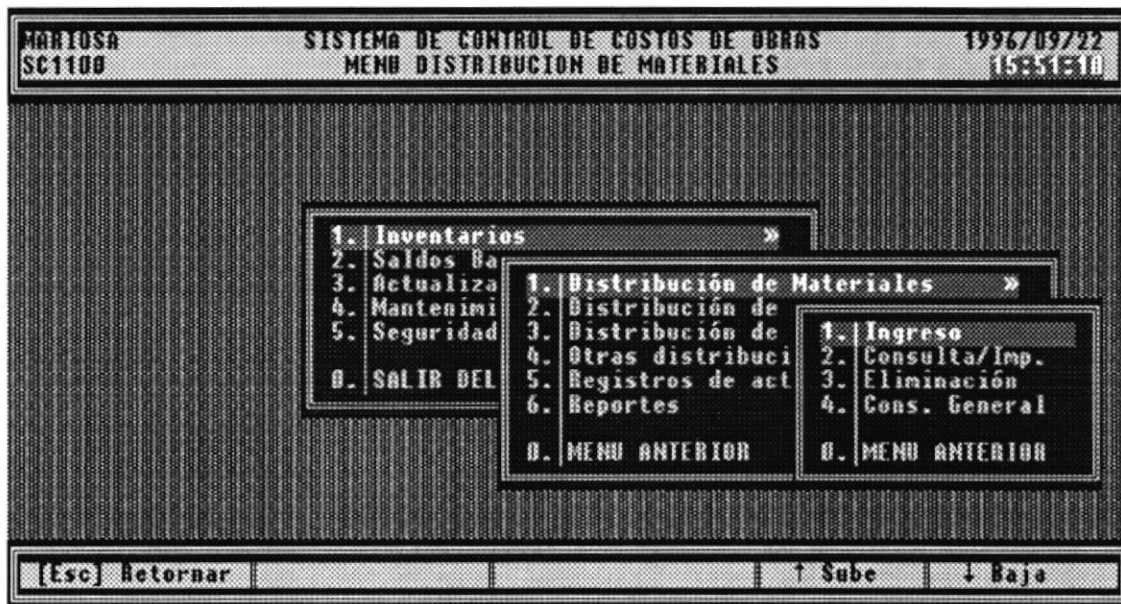 MARIOSA SISTEMA DE CONTROL DE COSTOS DE OBRAS 1996/09/22
SC1100 MENU DISTRIBUCION DE MATERIALES 15:51:10
1. Inventarios »
2. Saldos Ba
3. Actualiza
4. Mantenimi
5. Seguridad
0. SALIR DEL
1. Distribución de Materiales »
2. Distribución de
3. Distribución de
4. Otras distribuci
5. Registros de act
6. Reportes
0. MENU ANTERIOR
1. Ingreso
2. Consulta/Imp.
3. Eliminación
4. Cons. General
0. MENU ANTERIOR
[Esc] Retornar ↑ Sube ↓ Baja